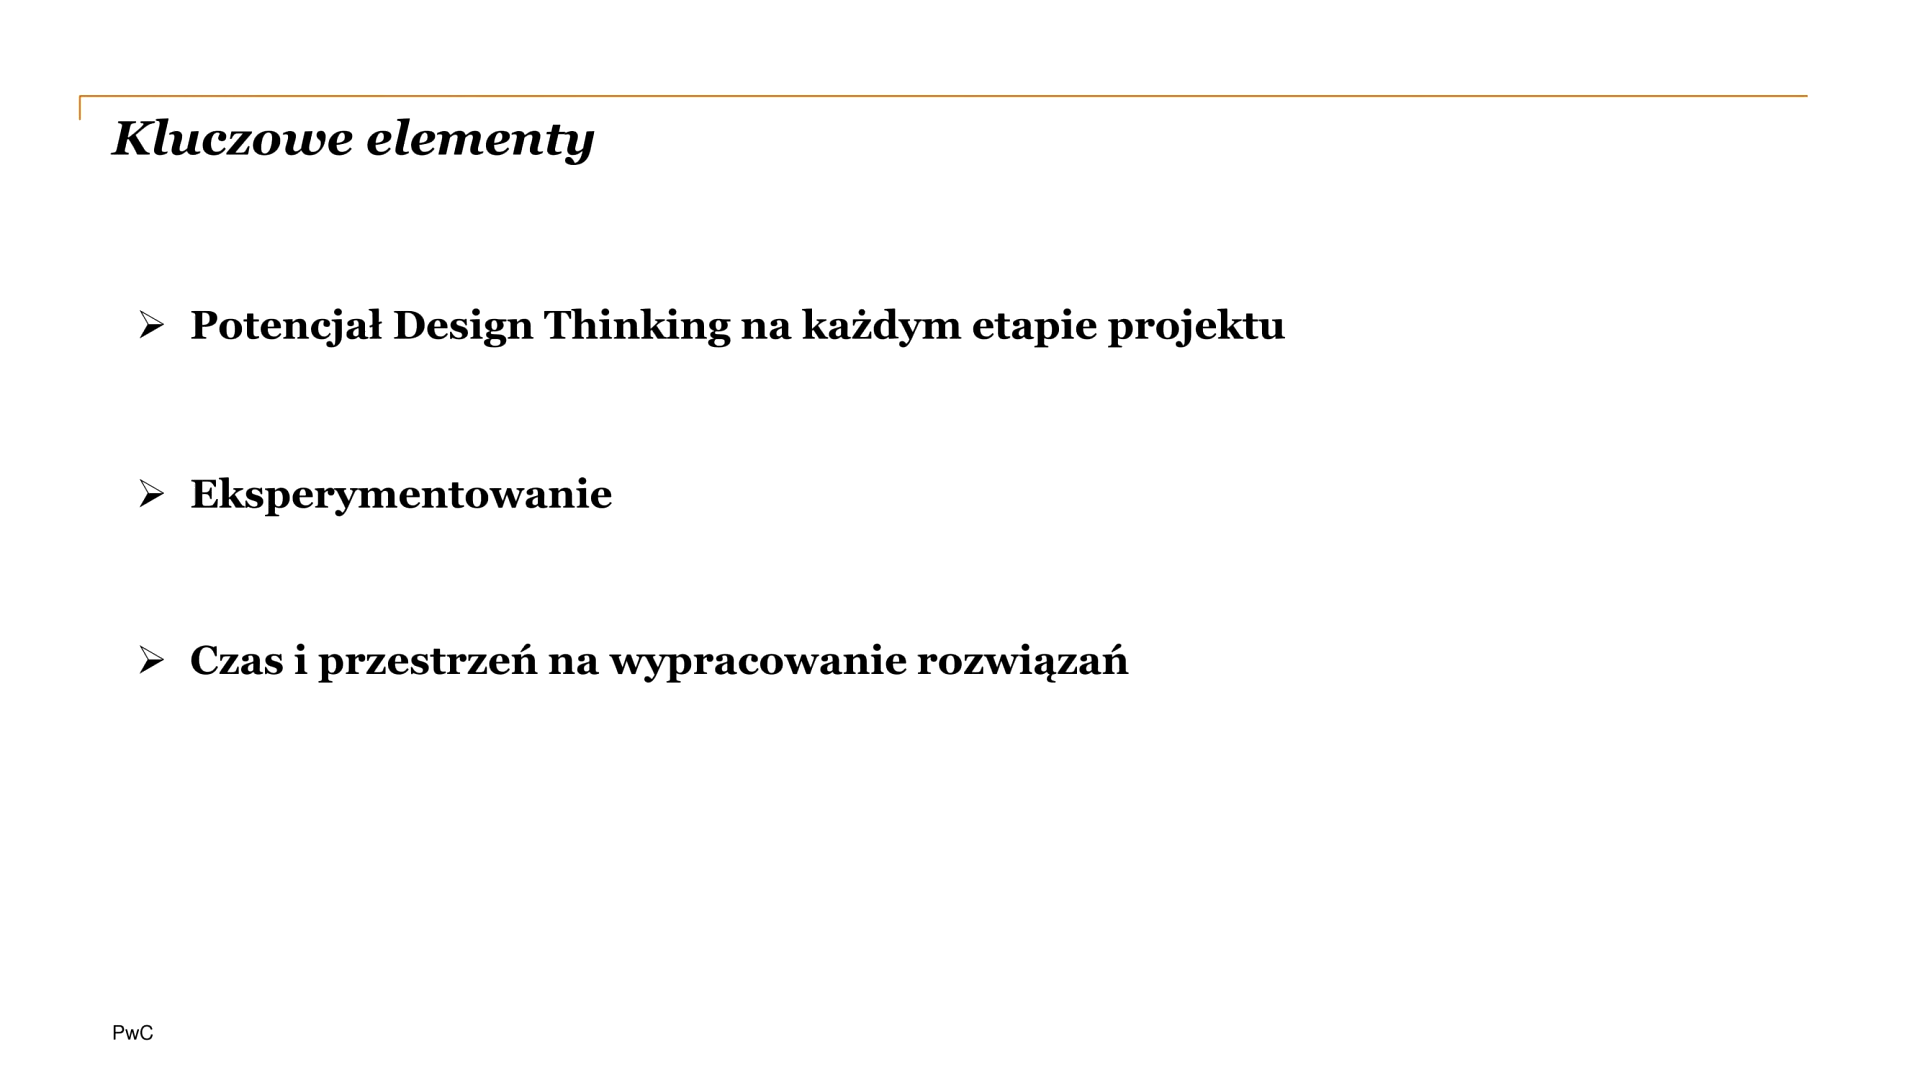 Kluczowe elementy
➢ Potencjał Design Thinking na każdym etapie projektu
➢ Eksperymentowanie
➢ Czas i przestrzeń na wypracowanie rozwiązań
PwC